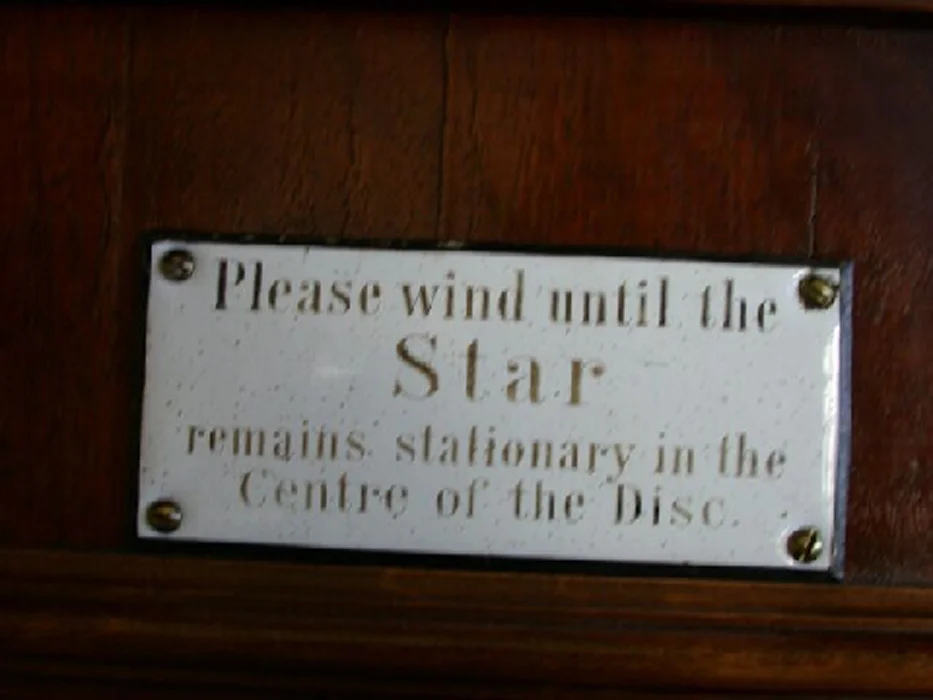 Please wind until the
Star
remains stationary in the
Centre of the Disc.